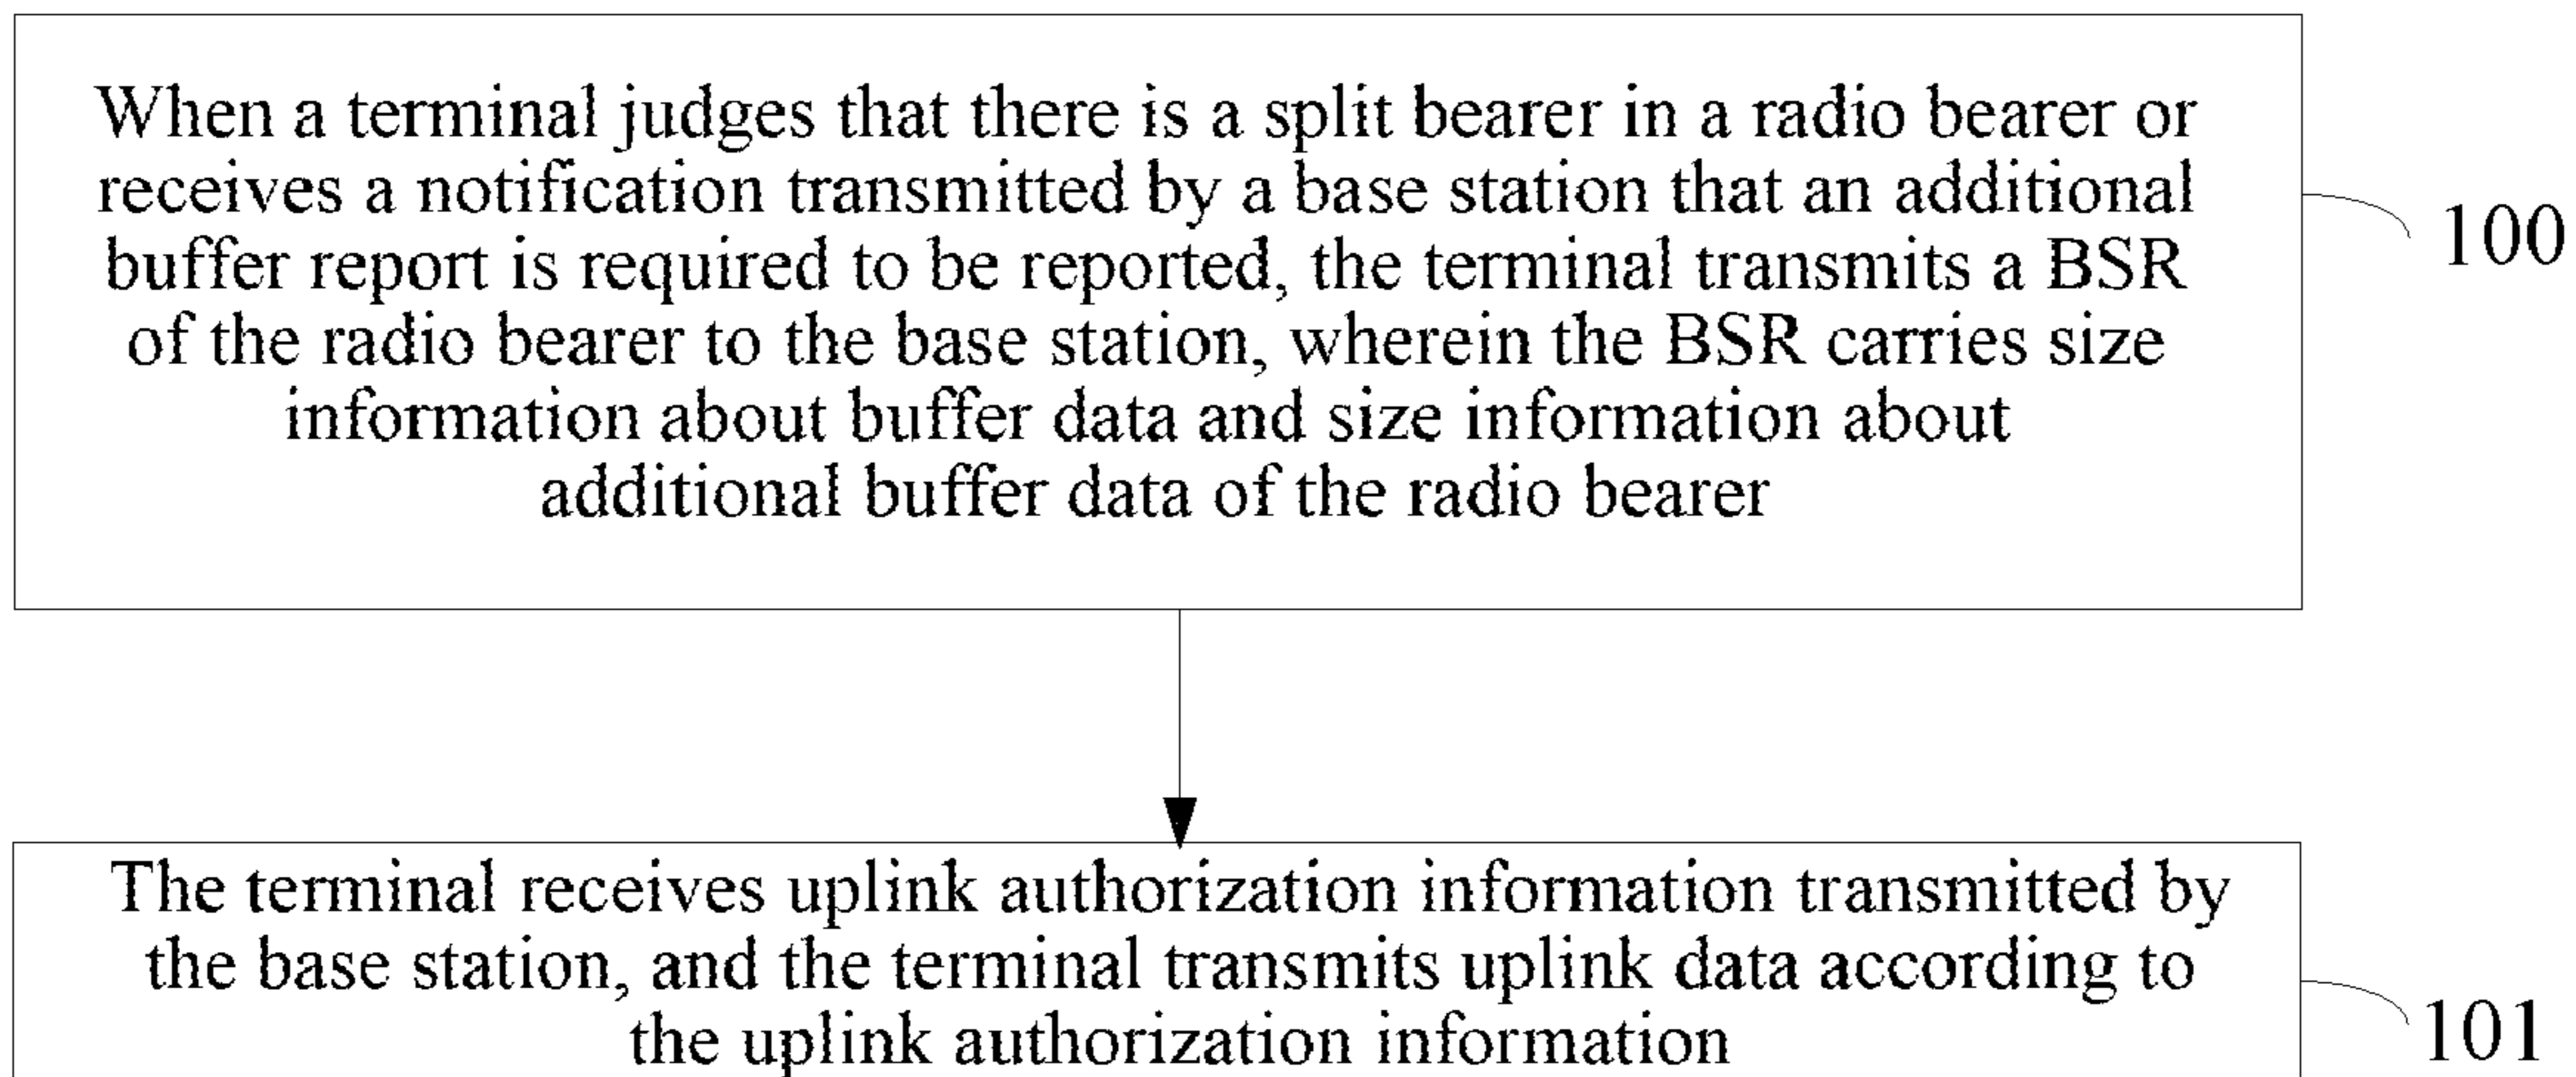 When a terminal judges that there is a split bearer in a radio bearer or
receives a notification transmitted by a base station that an additional
buffer report is required to be reported, the terminal transmits a BSR
of the radio bearer to the base station, wherein the BSR carries size
information about buffer data and size information about
additional buffer data of the radio bearer
100
The terminal receives uplink authorization information transmitted by
the base station, and the terminal transmits uplink data according to
the uplink authorization information
101